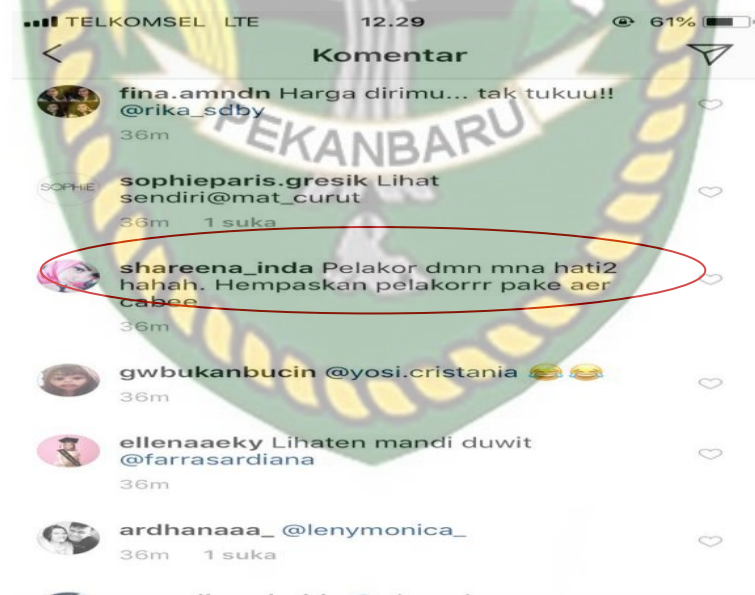 TELKOMSEL LTE 12.29 61%
Komentar
fina.amndn Harga dirimu... tak tukuu!!
@rika_sdby
36m
PEKANBARU
sophieparis.gresik Lihat
SOPHIE
sendiri@mat_curut
36m 1 suka
shareena_inda Pelakor dmn mna hati2
hahah. Hempaskan pelakorrr pake aer
cabee
36m
gwbukanbucin @yosi.cristania 😂😂
36m
ellenaaeky Lihaten mandi duwit
@farrasardiana
36m
ardhanaaa_ @lenymonica_
36m 1 suka